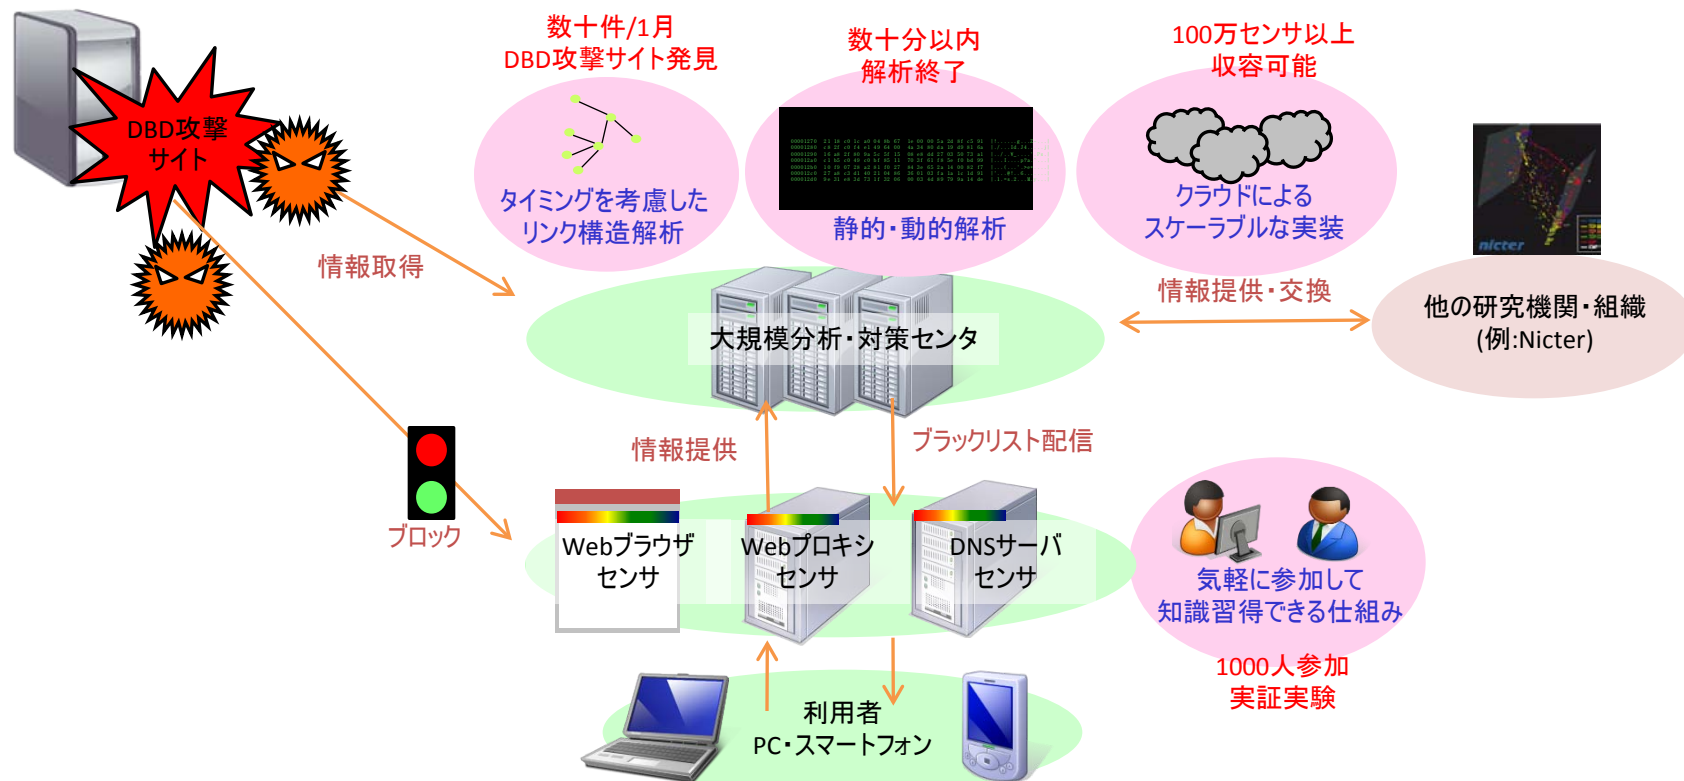 数十件/1月
DBD攻撃サイト発見
数十分以内
解析終了
100万センサ以上
収容可能
DBD攻撃
サイト
タイミングを考慮した
リンク構造解析
静的・動的解析
クラウドによる
スケーラブルな実装
nicter
情報取得
情報提供・交換
他の研究機関・組織
(例:Nicter)
大規模分析・対策センタ
情報提供
ブラックリスト配信
ブロック
Webブラウザ
センサ
Webプロキシ
センサ
DNSサーバ
センサ
気軽に参加して
知識習得できる仕組み
1000人参加
実証実験
利用者
PC・スマートフォン